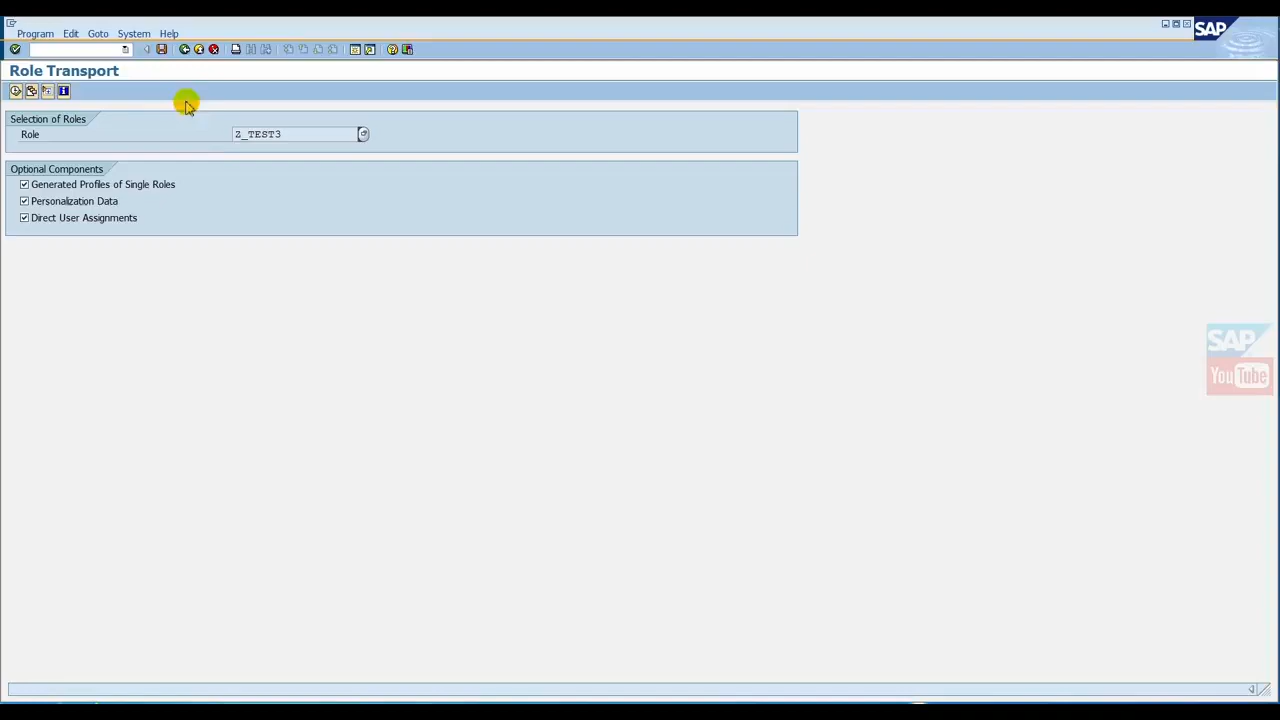 Program Edit Goto System Help
SAP
Role Transport
Selection of Roles
Role Z_TEST3
Optional Components
Generated Profiles of Single Roles
Personalization Data
Direct User Assignments
SAP
YouTube